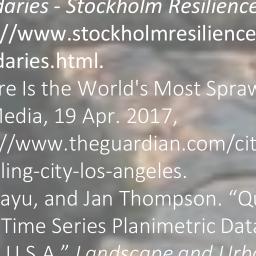 daries - Stockholm Resilience
//www.stockholmresilience
daries.html.
re Is the World's Most Spraw
Media, 19 Apr. 2017,
//www.theguardian.com/cit
ling-city-los-angeles.
ayu, and Jan Thompson. “Qu
Time Series Planimetric Data
U.S.A.” Landscape and Urba